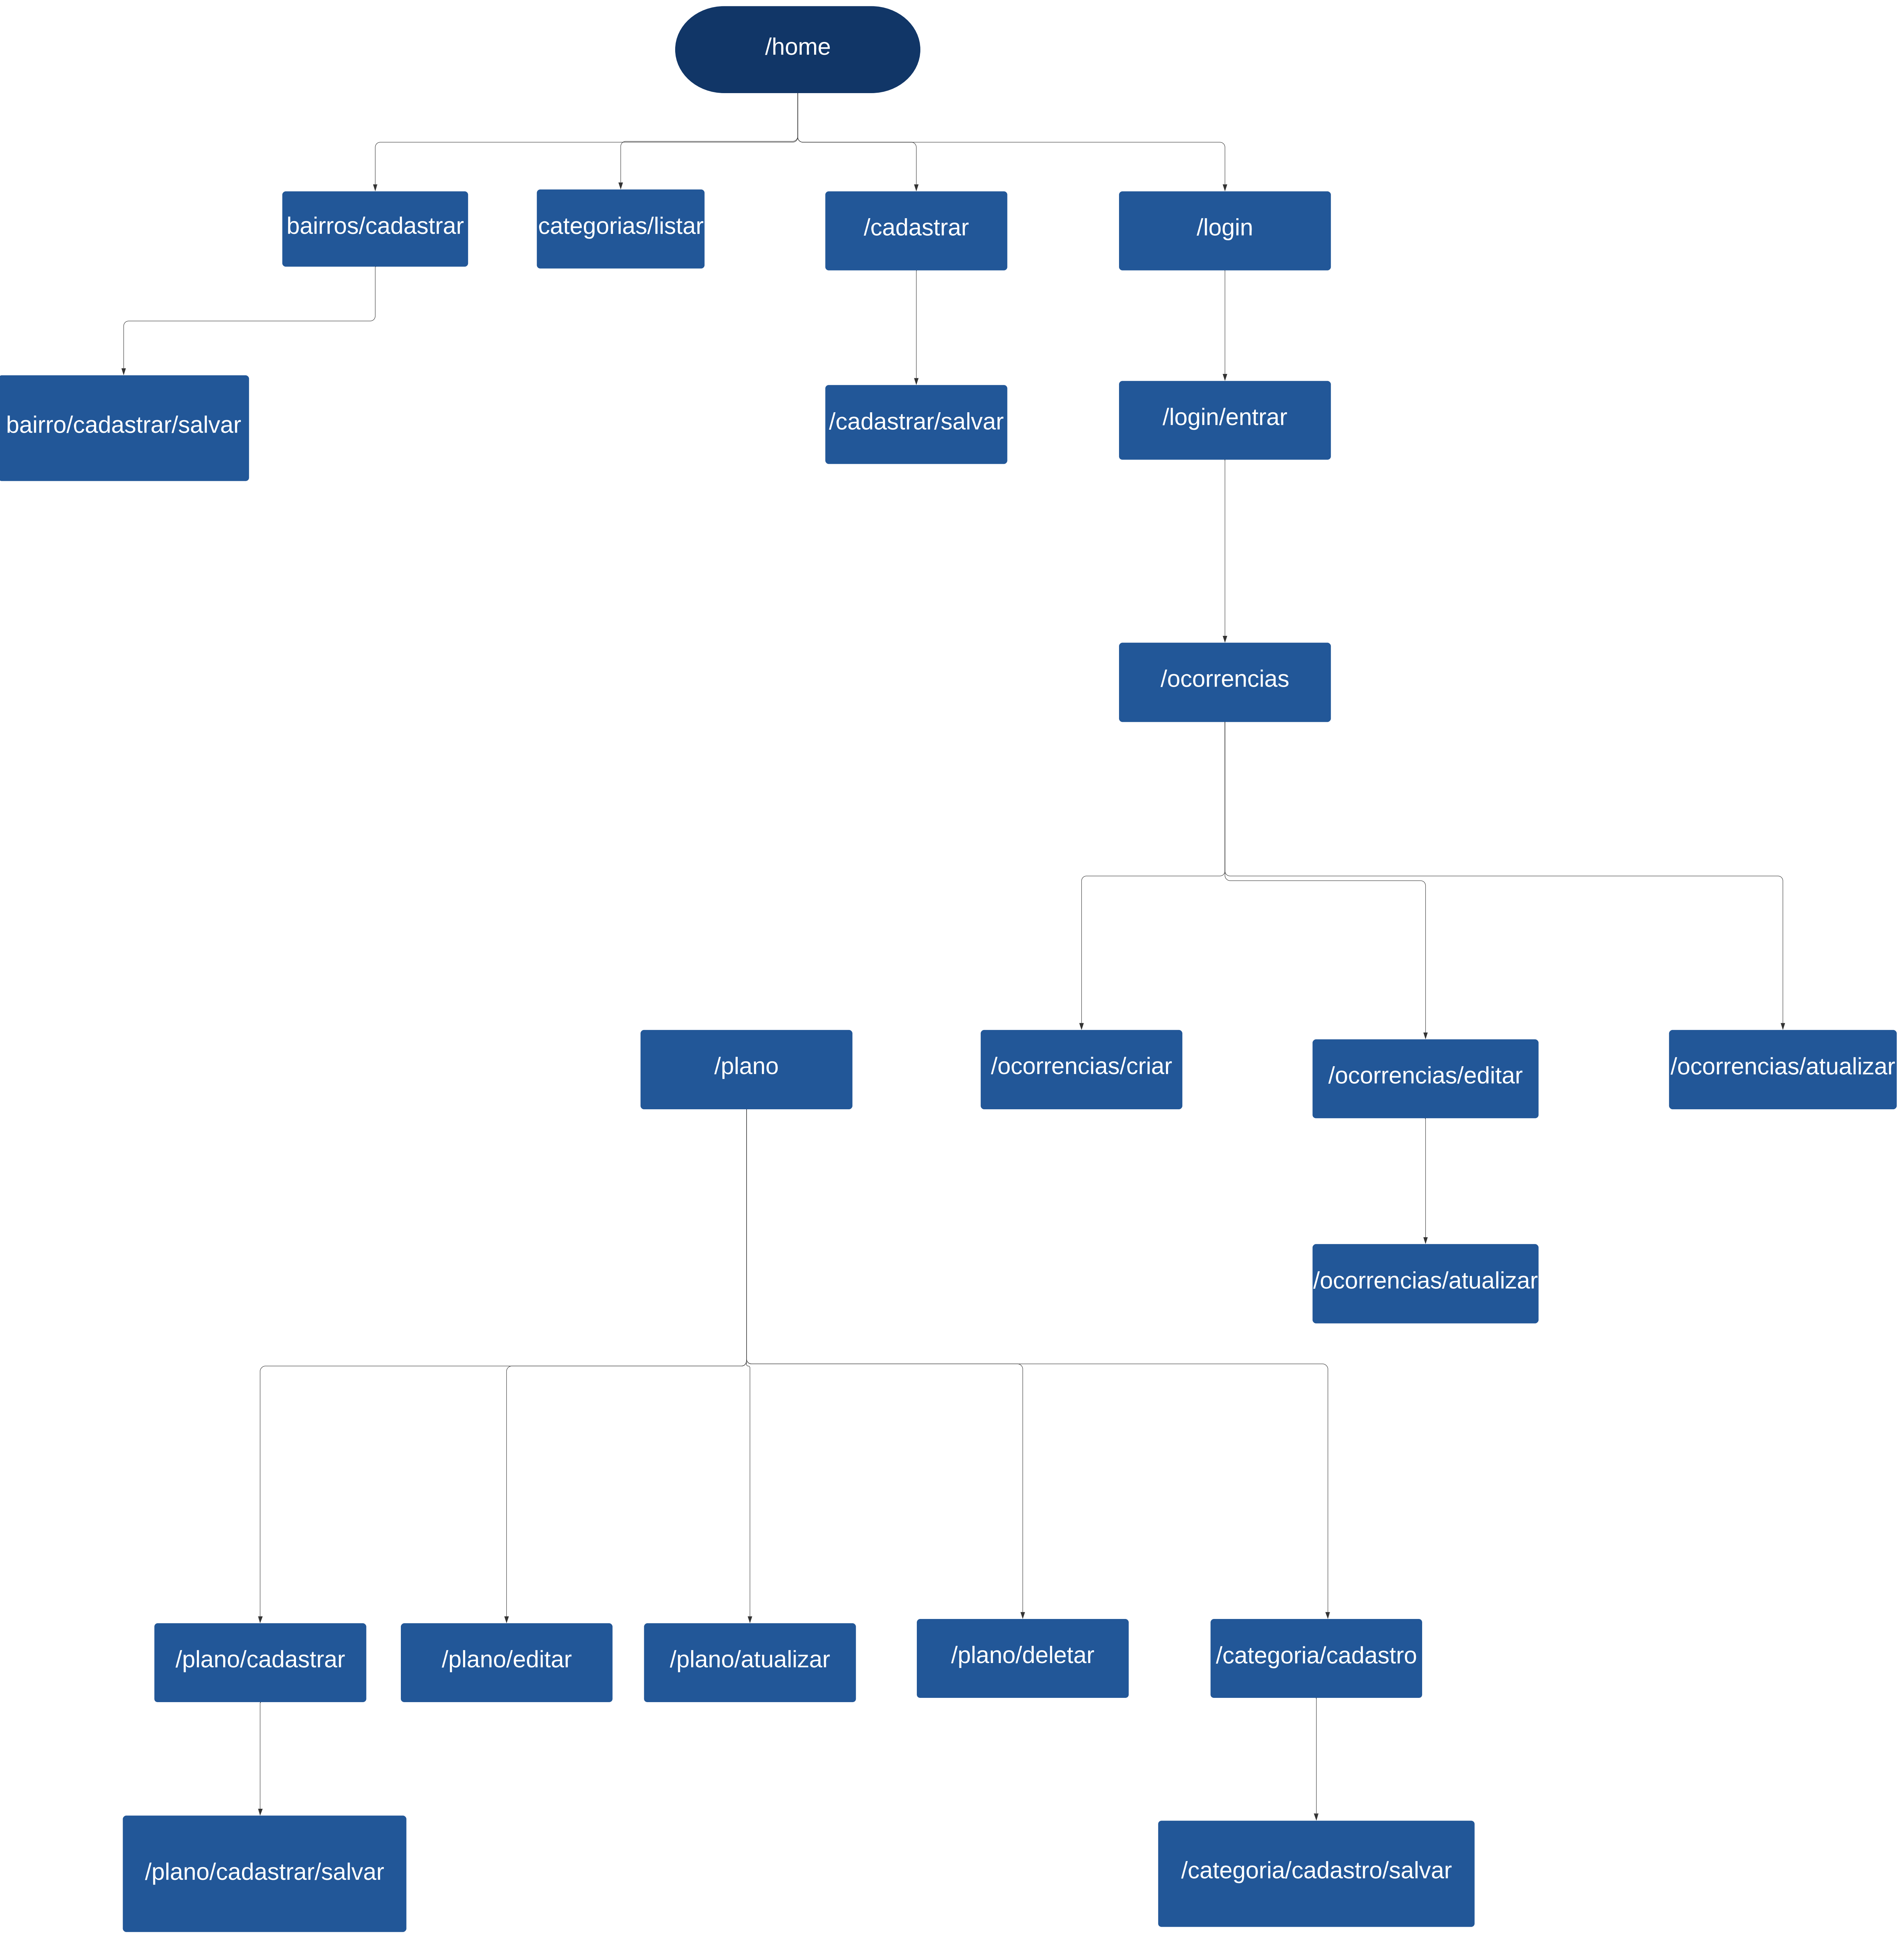 /home
bairros/cadastrar
categorias/listar
/cadastrar
/login
bairro/cadastrar/salvar
/cadastrar/salvar
/login/entrar
/ocorrencias
/plano
/ocorrencias/criar
/ocorrencias/editar
/ocorrencias/atualizar
/ocorrencias/atualizar
/plano/cadastrar
/plano/editar
/plano/atualizar
/plano/deletar
/categoria/cadastro
/plano/cadastrar/salvar
/categoria/cadastro/salvar